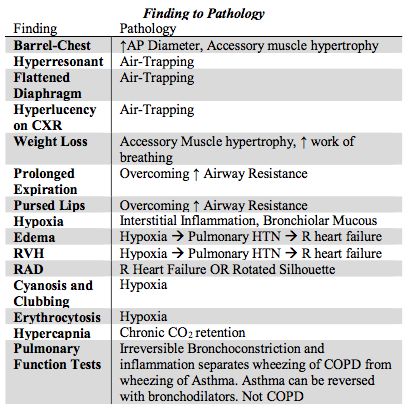 Finding to Pathology
Finding Pathology
Barrel-Chest ↑AP Diameter, Accessory muscle hypertrophy
Hyperresonant Air-Trapping
Flattened Air-Trapping
Diaphragm
Hyperlucency Air-Trapping
on CXR
Weight Loss Accessory Muscle hypertrophy, ↑ work of
breathing
Prolonged Overcoming ↑ Airway Resistance
Expiration
Pursed Lips Overcoming ↑ Airway Resistance
Hypoxia Interstitial Inflammation, Bronchiolar Mucous
Edema Hypoxia → Pulmonary HTN → R heart failure
RVH Hypoxia → Pulmonary HTN → R heart failure
RAD R Heart Failure OR Rotated Silhouette
Cyanosis and Hypoxia
Clubbing
Erythrocytosis Hypoxia
Hypercapnia Chronic CO₂ retention
Pulmonary Irreversible Bronchoconstriction and
Function Tests inflammation separates wheezing of COPD from
wheezing of Asthma. Asthma can be reversed
with bronchodilators. Not COPD